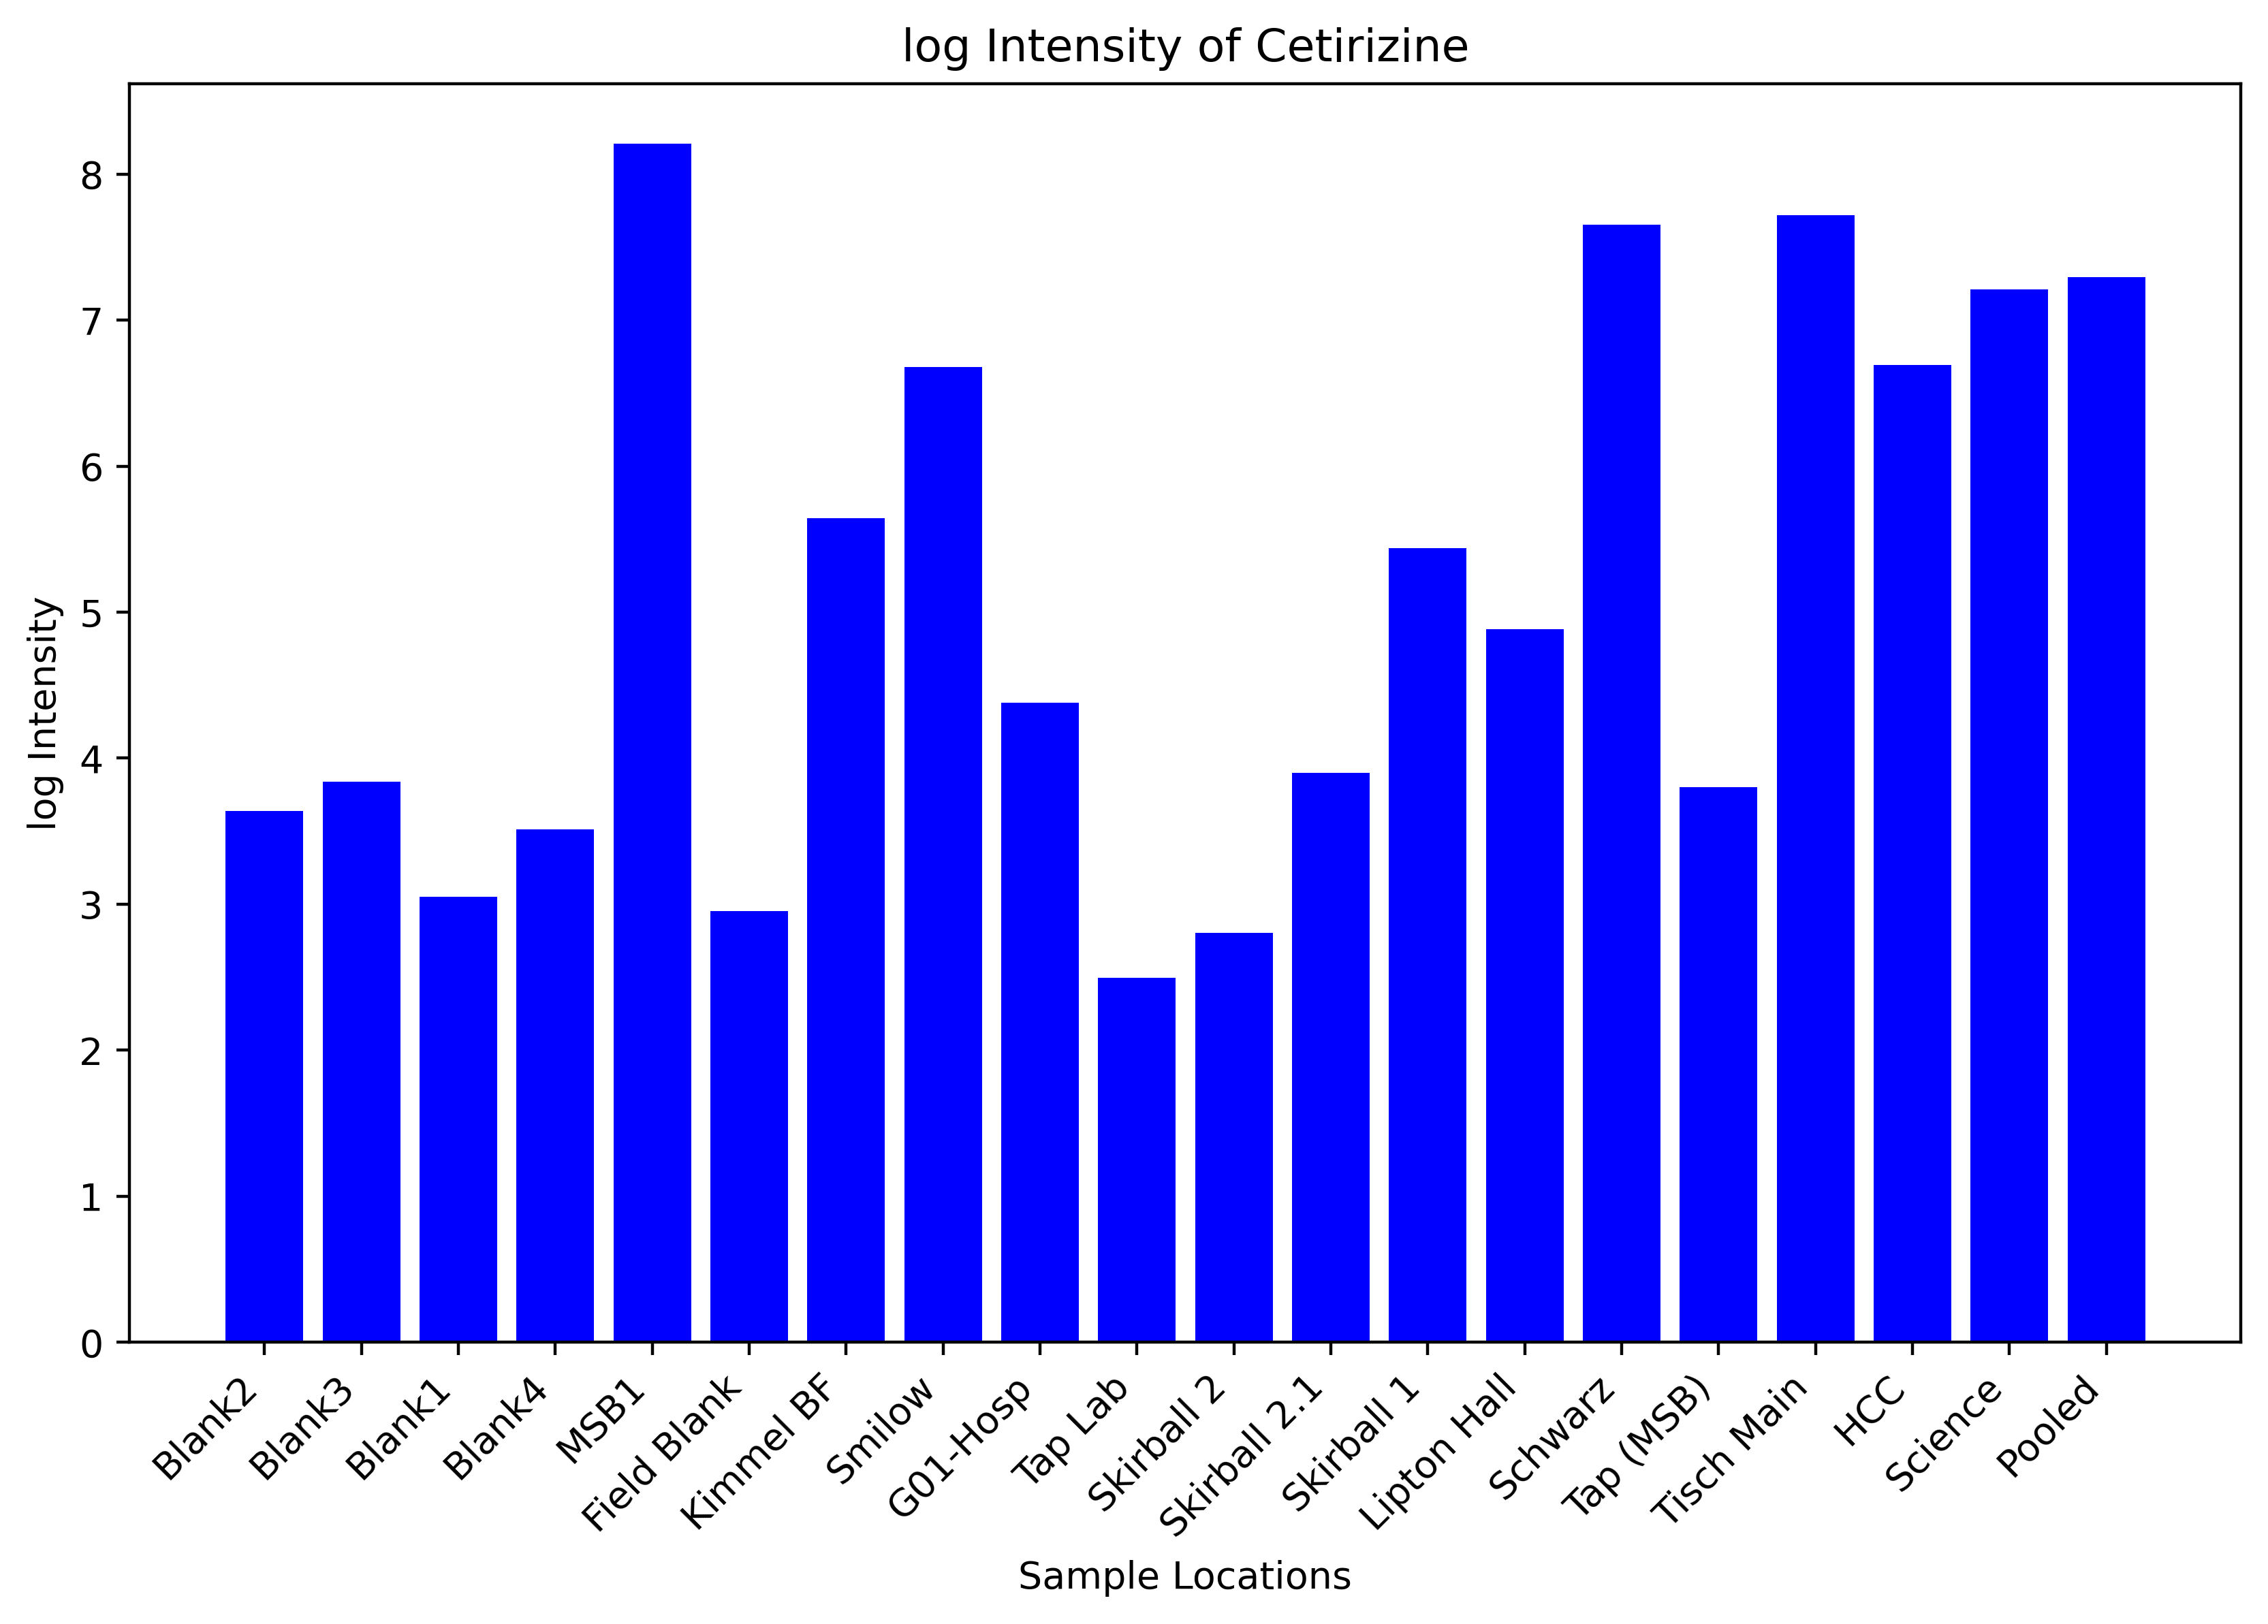 log Intensity of Cetirizine
log Intensity
8
7
6
5
4
3
2
1
0
Blank2
Blank3
Blank1
Blank4
MSB1
Field Blank
Kimmel BF
Smilow
G01-Hosp
Tap Lab
Skirball 2
Skirball 2.1
Skirball 1
Lipton Hall
Schwarz
Tap (MSB)
Tisch Main
HCC
Science
Pooled
Sample Locations